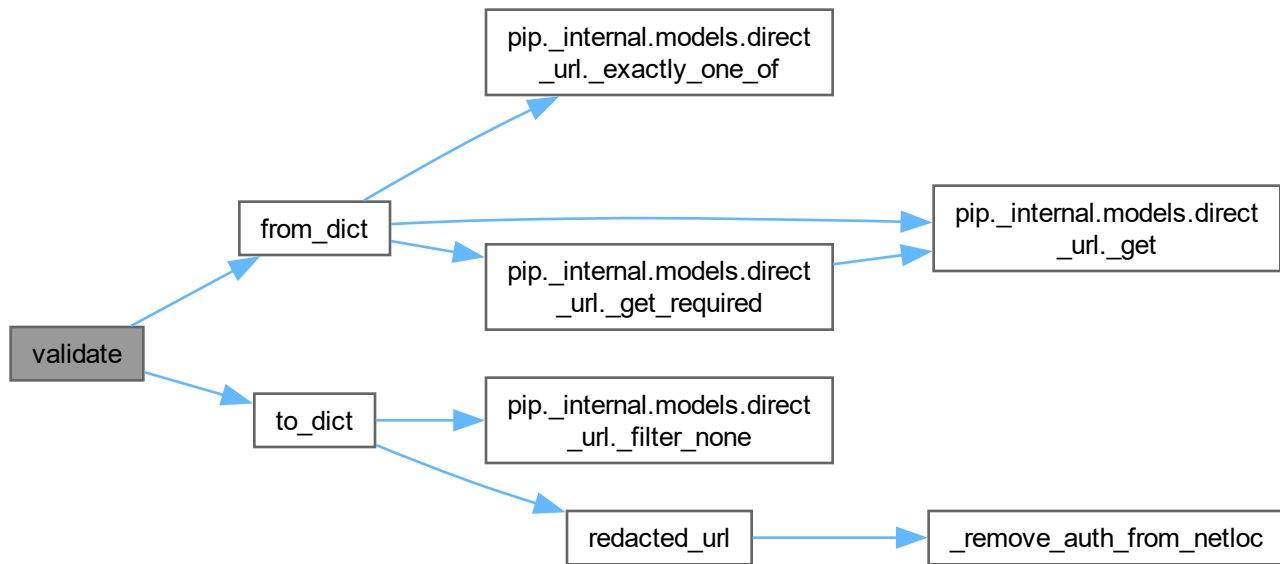 pip._internal.models.direct
_url._exactly_one_of
from_dict
pip._internal.models.direct
_url._get
pip._internal.models.direct
_url._get_required
validate
to_dict
pip._internal.models.direct
_url._filter_none
redacted_url
_remove_auth_from_netloc